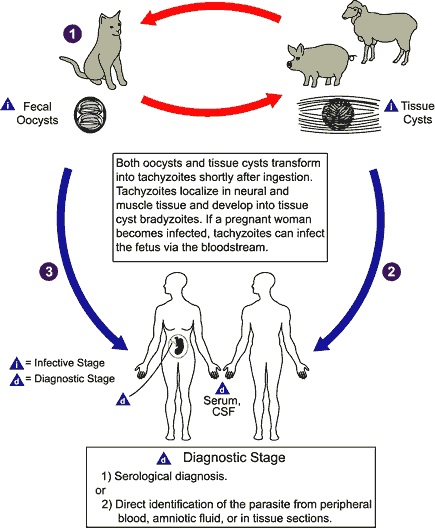 1
i Fecal
Oocysts
i Tissue
Cysts
Both oocysts and tissue cysts transform
into tachyzoites shortly after ingestion.
Tachyzoites localize in neural and
muscle tissue and develop into tissue
cyst bradyzoites. If a pregnant woman
becomes infected, tachyzoites can infect
the fetus via the bloodstream.
3
2
i = Infective Stage
d = Diagnostic Stage
d
d
Serum,
CSF
d Diagnostic Stage
1) Serological diagnosis.
or
2) Direct identification of the parasite from peripheral
blood, amniotic fluid, or in tissue sections.